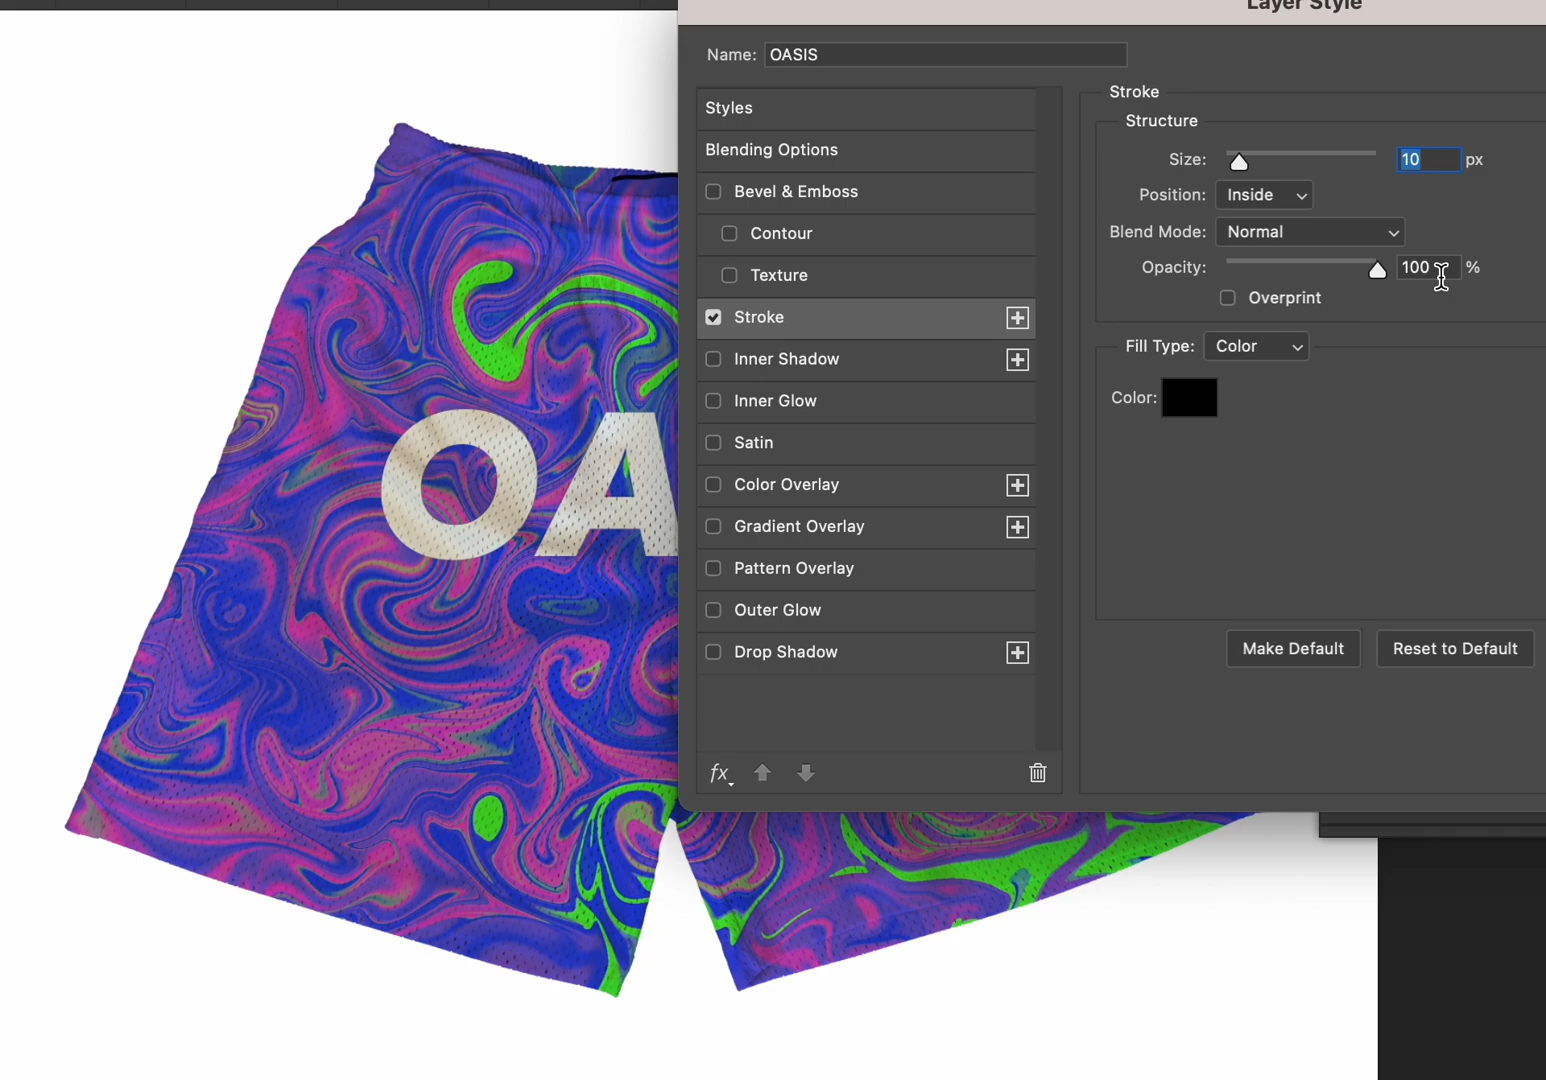 Layer Style
Name: OASIS
Styles
Blending Options
Bevel & Emboss
Contour
Texture
Stroke
Inner Shadow
Inner Glow
Satin
Color Overlay
Gradient Overlay
Pattern Overlay
Outer Glow
Drop Shadow
fx
Stroke
Structure
Size: 10 px
Position: Inside
Blend Mode: Normal
Opacity: 100 %
Overprint
Fill Type: Color
Color:
Make Default Reset to Default
OA